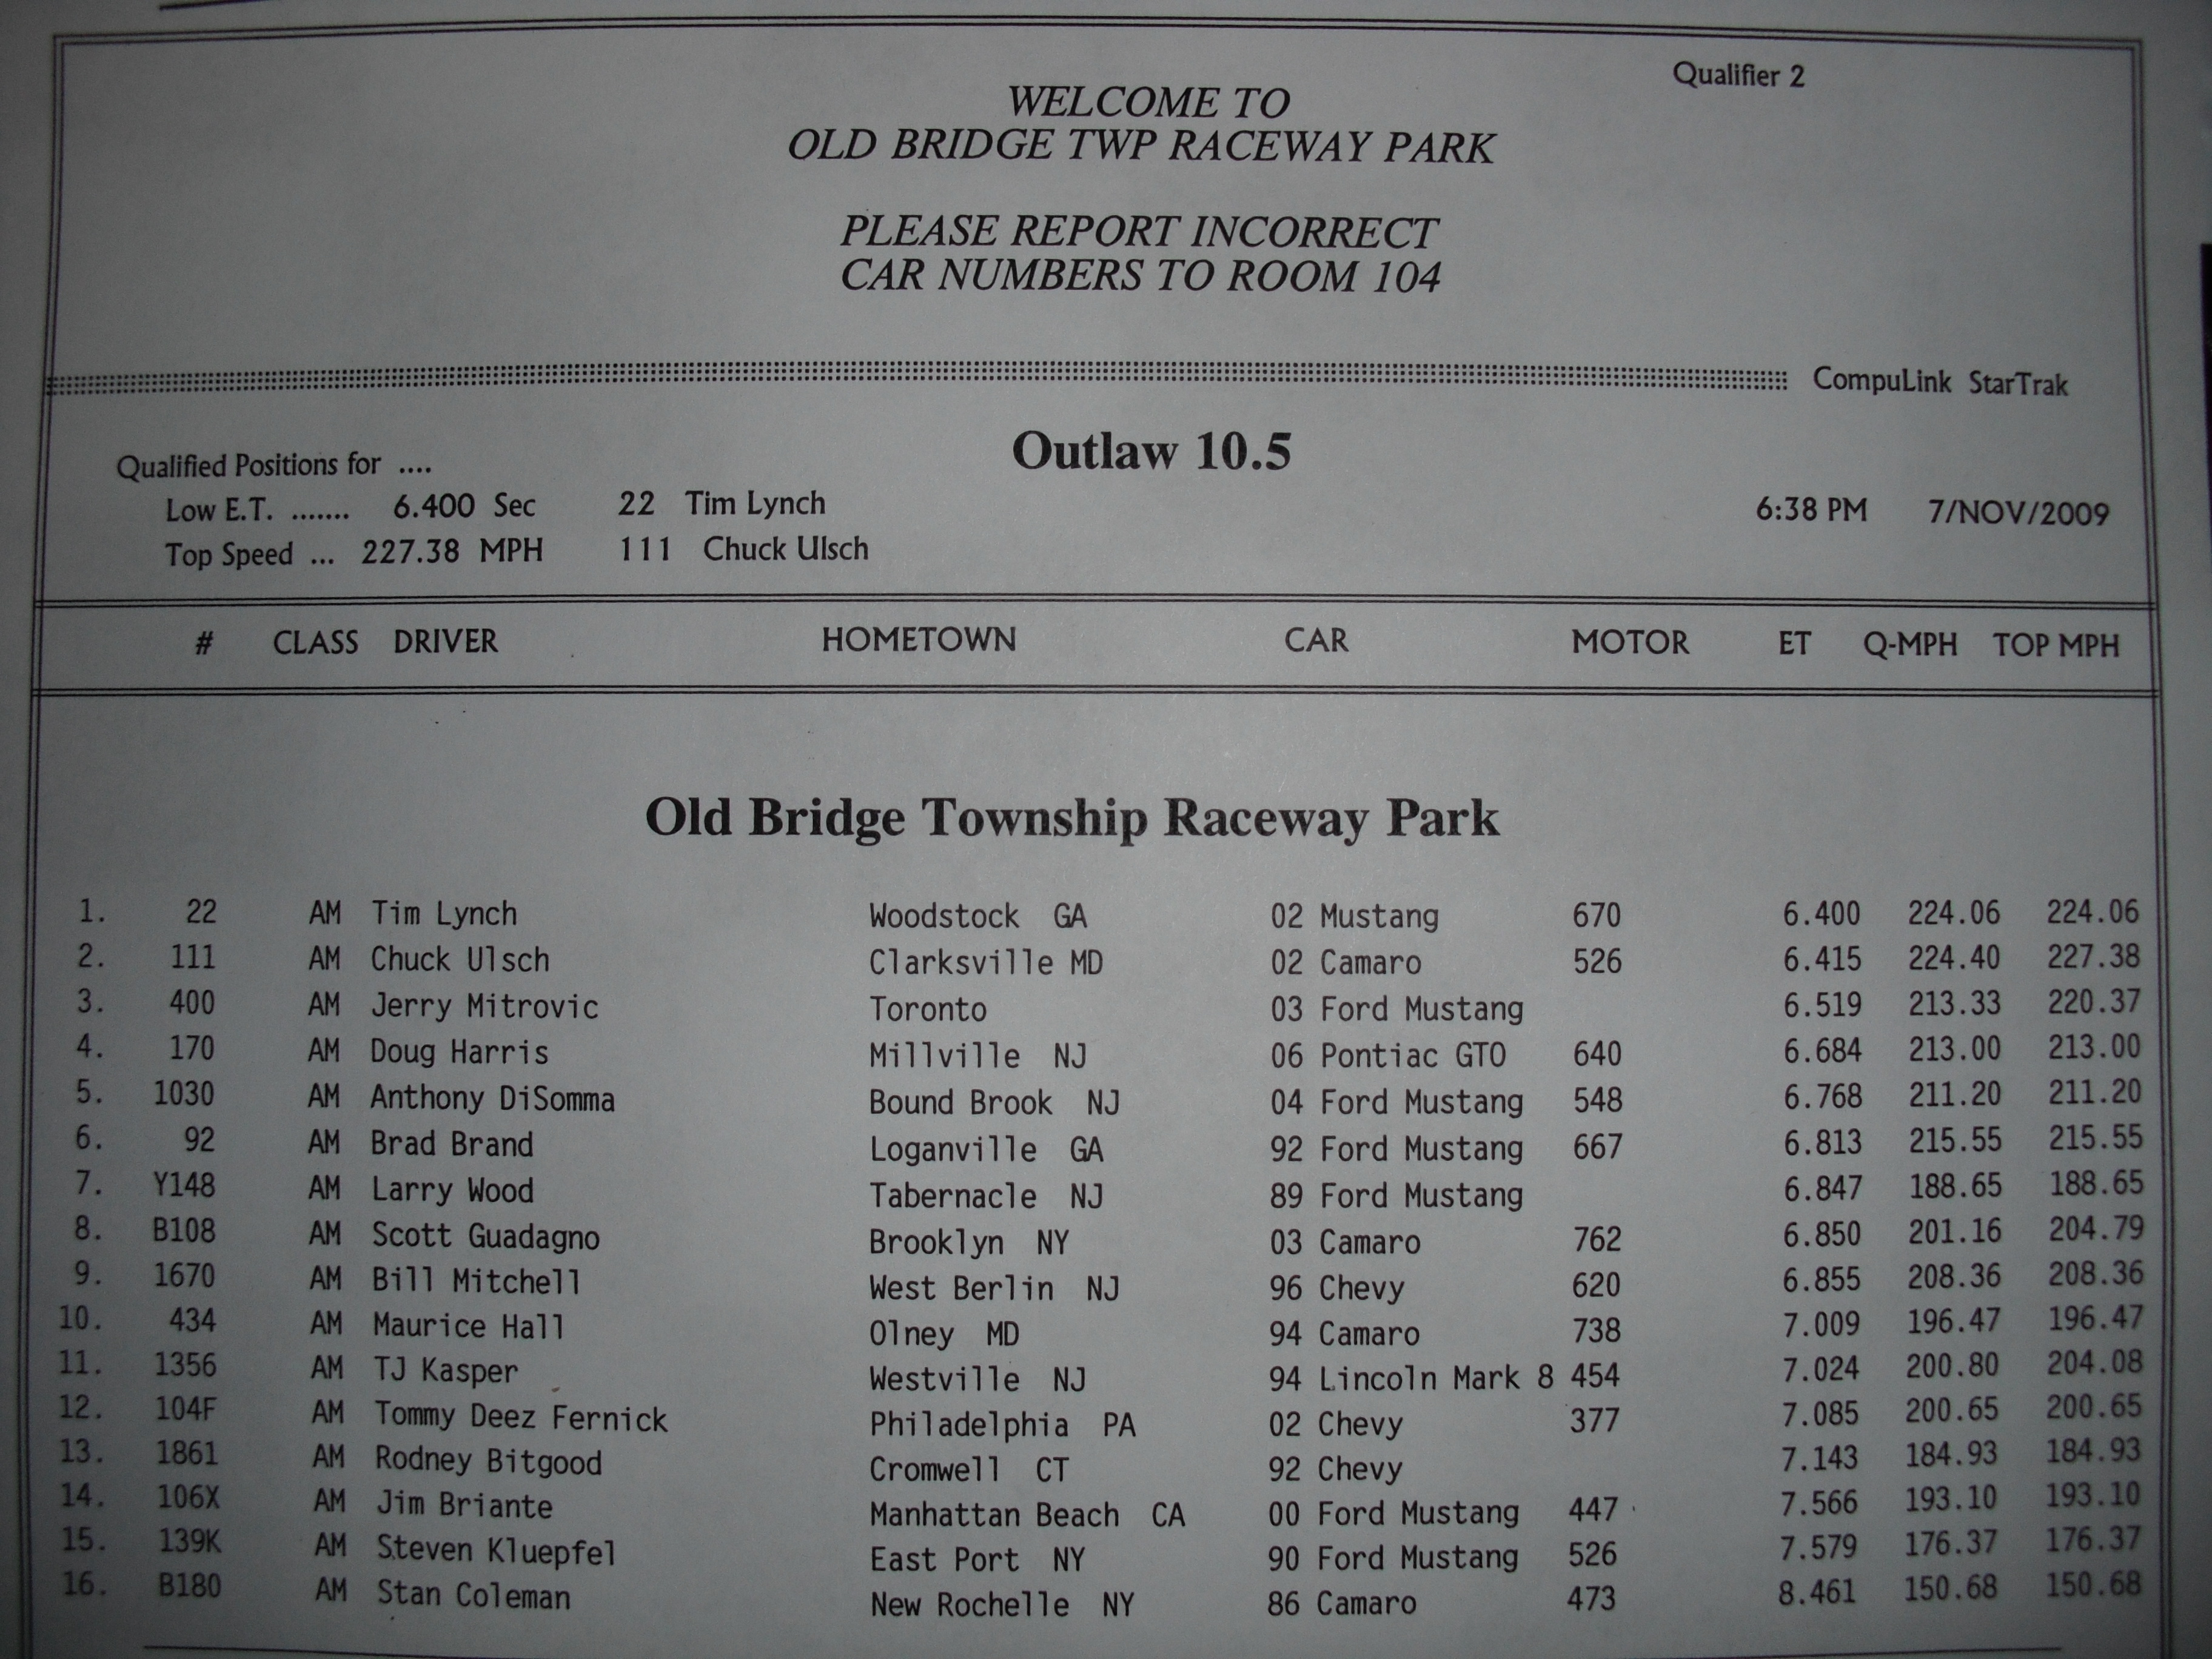 Qualifier 2
WELCOME TO
OLD BRIDGE TWP RACEWAY PARK
PLEASE REPORT INCORRECT
CAR NUMBERS TO ROOM 104
CompuLink StarTrak
Outlaw 10.5
Qualified Positions for ....
Low E.T. ....... 6.400 Sec 22 Tim Lynch 6:38 PM 7/NOV/2009
Top Speed ... 227.38 MPH 111 Chuck Ulsch
# CLASS DRIVER HOMETOWN CAR MOTOR ET Q-MPH TOP MPH
Old Bridge Township Raceway Park
1. 22 AM Tim Lynch Woodstock GA 02 Mustang 670 6.400 224.06 224.06
2. 111 AM Chuck Ulsch Clarksville MD 02 Camaro 526 6.415 224.40 227.38
3. 400 AM Jerry Mitrovic Toronto 03 Ford Mustang 6.519 213.33 220.37
4. 170 AM Doug Harris Millville NJ 06 Pontiac GTO 640 6.684 213.00 213.00
5. 1030 AM Anthony DiSomma Bound Brook NJ 04 Ford Mustang 548 6.768 211.20 211.20
6. 92 AM Brad Brand Loganville GA 92 Ford Mustang 667 6.813 215.55 215.55
7. Y148 AM Larry Wood Tabernacle NJ 89 Ford Mustang 6.847 188.65 188.65
8. B108 AM Scott Guadagno Brooklyn NY 03 Camaro 762 6.850 201.16 204.79
9. 1670 AM Bill Mitchell West Berlin NJ 96 Chevy 620 6.855 208.36 208.36
10. 434 AM Maurice Hall Olney MD 94 Camaro 738 7.009 196.47 196.47
11. 1356 AM TJ Kasper Westville NJ 94 Lincoln Mark 8 454 7.024 200.80 204.08
12. 104F AM Tommy Deez Fernick Philadelphia PA 02 Chevy 377 7.085 200.65 200.65
13. 1861 AM Rodney Bitgood Cromwell CT 92 Chevy 7.143 184.93 184.93
14. 106X AM Jim Briante Manhattan Beach CA 00 Ford Mustang 447 7.566 193.10 193.10
15. 139K AM Steven Kluepfel East Port NY 90 Ford Mustang 526 7.579 176.37 176.37
16. B180 AM Stan Coleman New Rochelle NY 86 Camaro 473 8.461 150.68 150.68